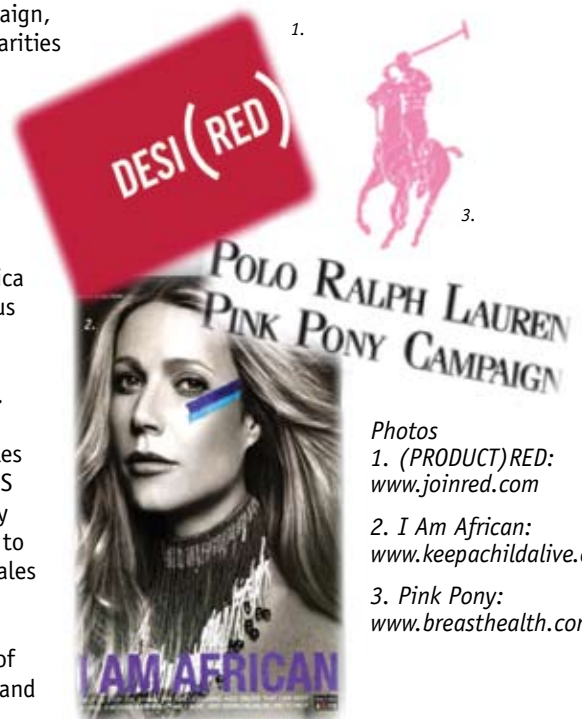 aign,
arities
ica
us
.
les
S
y
to
ales
of
and
1.
DESI(RED)
3.
POLO RALPH LAUREN
PINK PONY CAMPAIGN
2.
I AM AFRICAN
Photos
1. (PRODUCT)RED:
www.joinred.com
2. I Am African:
www.keepachildalive.
3. Pink Pony:
www.breasthealth.co